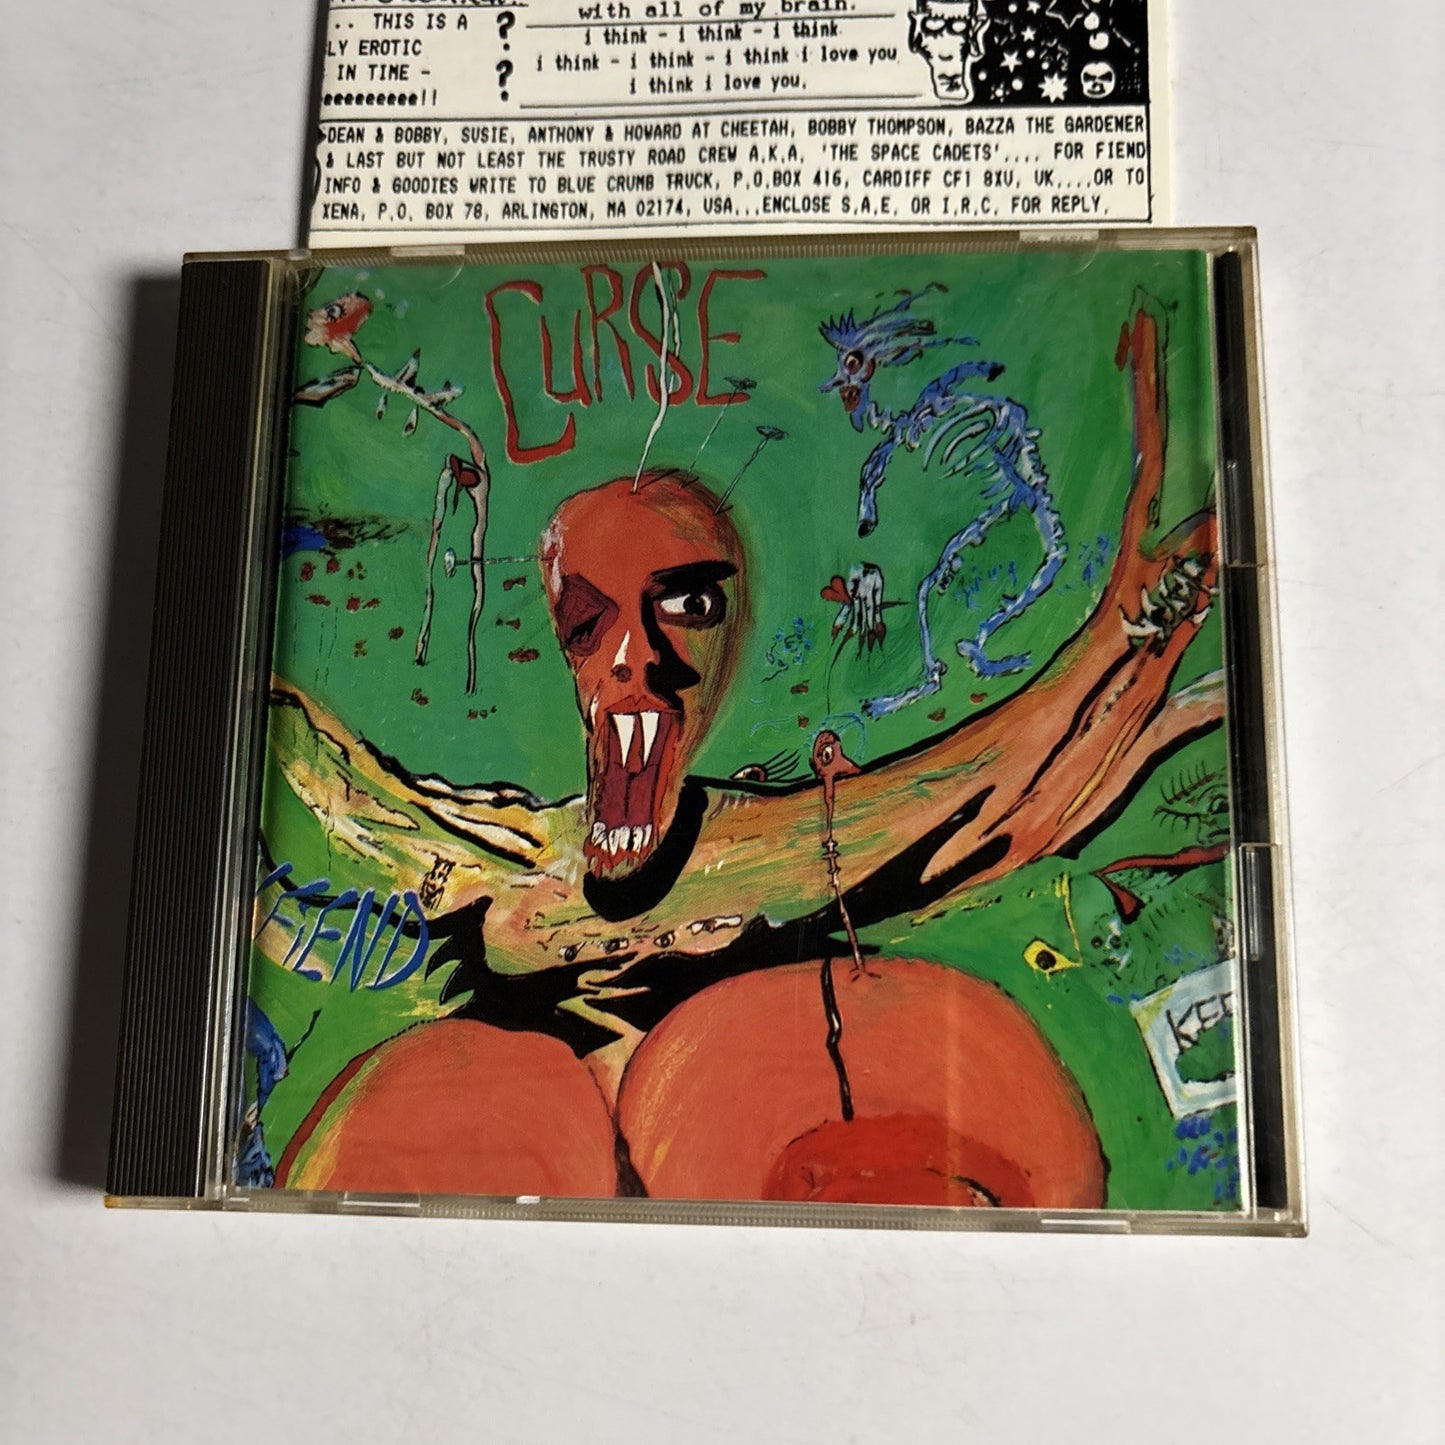 .. THIS IS A ?
LY EROTIC
IN TIME - ?
eeeeeeeeee!!
with all of my brain.
i think - i think - i think
i think - i think - i think i love you
i think i love you.
DEAN & BOBBY, SUSIE, ANTHONY & HOWARD AT CHEETAH, BOBBY THOMPSON, BAZZA THE GARDENER
& LAST BUT NOT LEAST THE TRUSTY ROAD CREW A.K.A. 'THE SPACE CADETS'.... FOR FIEND
INFO & GOODIES WRITE TO BLUE CRUMB TRUCK, P.O.BOX 416, CARDIFF CF1 8XU, UK....OR TO
XENA, P.O. BOX 78, ARLINGTON, MA 02174, USA...ENCLOSE S.A.E. OR I.R.C. FOR REPLY.
CURSE
FIEND
KEE